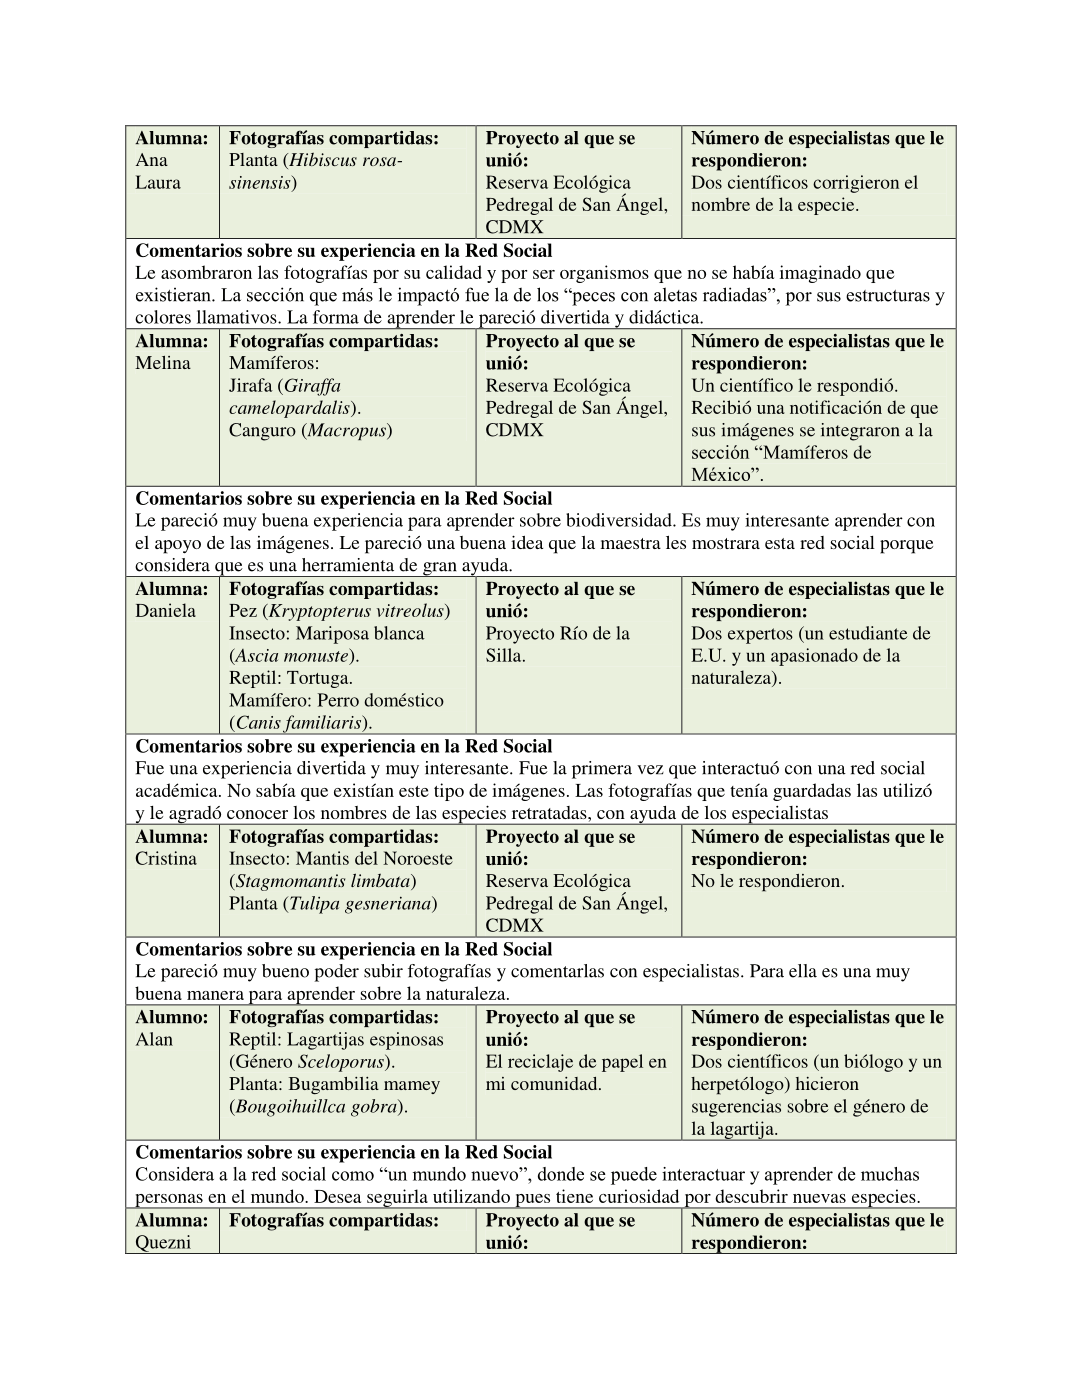 Alumna:
Ana
Laura
Fotografías compartidas:
Planta (Hibiscus rosa-
sinensis)
Proyecto al que se
unió:
Reserva Ecológica
Pedregal de San Ángel,
CDMX
Número de especialistas que le
respondieron:
Dos científicos corrigieron el
nombre de la especie.
Comentarios sobre su experiencia en la Red Social
Le asombraron las fotografías por su calidad y por ser organismos que no se había imaginado que
existieran. La sección que más le impactó fue la de los “peces con aletas radiadas”, por sus estructuras y
colores llamativos. La forma de aprender le pareció divertida y didáctica.
Alumna:
Melina
Fotografías compartidas:
Mamíferos:
Jirafa (Giraffa
camelopardalis).
Canguro (Macropus)
Proyecto al que se
unió:
Reserva Ecológica
Pedregal de San Ángel,
CDMX
Número de especialistas que le
respondieron:
Un científico le respondió.
Recibió una notificación de que
sus imágenes se integraron a la
sección “Mamíferos de
México”.
Comentarios sobre su experiencia en la Red Social
Le pareció muy buena experiencia para aprender sobre biodiversidad. Es muy interesante aprender con
el apoyo de las imágenes. Le pareció una buena idea que la maestra les mostrara esta red social porque
considera que es una herramienta de gran ayuda.
Alumna:
Daniela
Fotografías compartidas:
Pez (Kryptopterus vitreolus)
Insecto: Mariposa blanca
(Ascia monuste).
Reptil: Tortuga.
Mamífero: Perro doméstico
(Canis familiaris).
Proyecto al que se
unió:
Proyecto Río de la
Silla.
Número de especialistas que le
respondieron:
Dos expertos (un estudiante de
E.U. y un apasionado de la
naturaleza).
Comentarios sobre su experiencia en la Red Social
Fue una experiencia divertida y muy interesante. Fue la primera vez que interactuó con una red social
académica. No sabía que existían este tipo de imágenes. Las fotografías que tenía guardadas las utilizó
y le agradó conocer los nombres de las especies retratadas, con ayuda de los especialistas
Alumna:
Cristina
Fotografías compartidas:
Insecto: Mantis del Noroeste
(Stagmomantis limbata)
Planta (Tulipa gesneriana)
Proyecto al que se
unió:
Reserva Ecológica
Pedregal de San Ángel,
CDMX
Número de especialistas que le
respondieron:
No le respondieron.
Comentarios sobre su experiencia en la Red Social
Le pareció muy bueno poder subir fotografías y comentarlas con especialistas. Para ella es una muy
buena manera para aprender sobre la naturaleza.
Alumno:
Alan
Fotografías compartidas:
Reptil: Lagartijas espinosas
(Género Sceloporus).
Planta: Bugambilia mamey
(Bougoihuillca gobra).
Proyecto al que se
unió:
El reciclaje de papel en
mi comunidad.
Número de especialistas que le
respondieron:
Dos científicos (un biólogo y un
herpetólogo) hicieron
sugerencias sobre el género de
la lagartija.
Comentarios sobre su experiencia en la Red Social
Considera a la red social como “un mundo nuevo”, donde se puede interactuar y aprender de muchas
personas en el mundo. Desea seguirla utilizando pues tiene curiosidad por descubrir nuevas especies.
Alumna:
Quezni
Fotografías compartidas:
Proyecto al que se
unió:
Número de especialistas que le
respondieron: